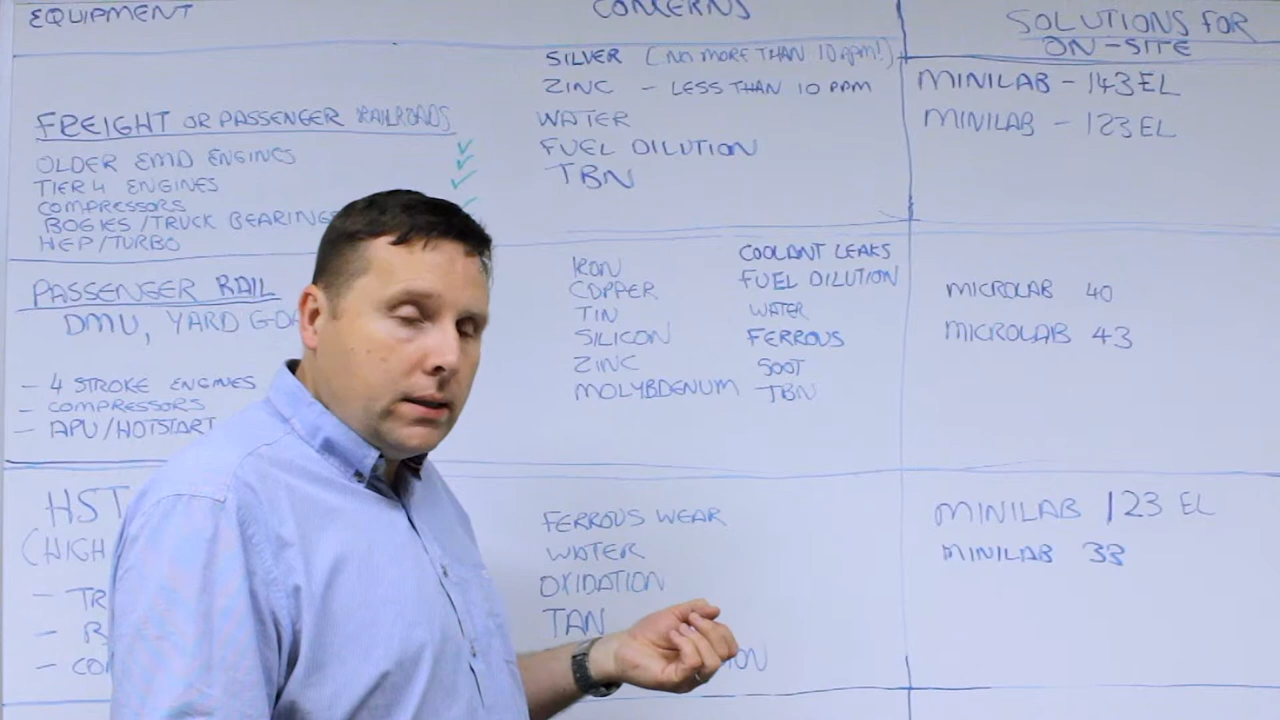 EQUIPMENT
CONCERNS
SOLUTIONS FOR
ON-SITE
FREIGHT OR PASSENGER RAILROADS
OLDER EMD ENGINES
TIER 4 ENGINES
COMPRESSORS
BOGIES/TRUCK BEARINGS
HEP/TURBO
SILVER (NO MORE THAN 10 PPM!)
ZINC - LESS THAN 10 PPM
WATER
FUEL DILUTION
TBN
MINILAB - 143EL
MINILAB - 123EL
PASSENGER RAIL
DMU, YARD
- 4 STROKE ENGINES
- COMPRESSORS
- APU/HOTSTART
IRON
COPPER
TIN
SILICON
ZINC
MOLYBDENUM
COOLANT LEAKS
FUEL DILUTION
WATER
FERROUS
SOOT
TBN
MICROLAB 40
MICROLAB 43
HST
(HIGH
FERROUS WEAR
WATER
OXIDATION
TAN
MINILAB 123 EL
MINILAB 33